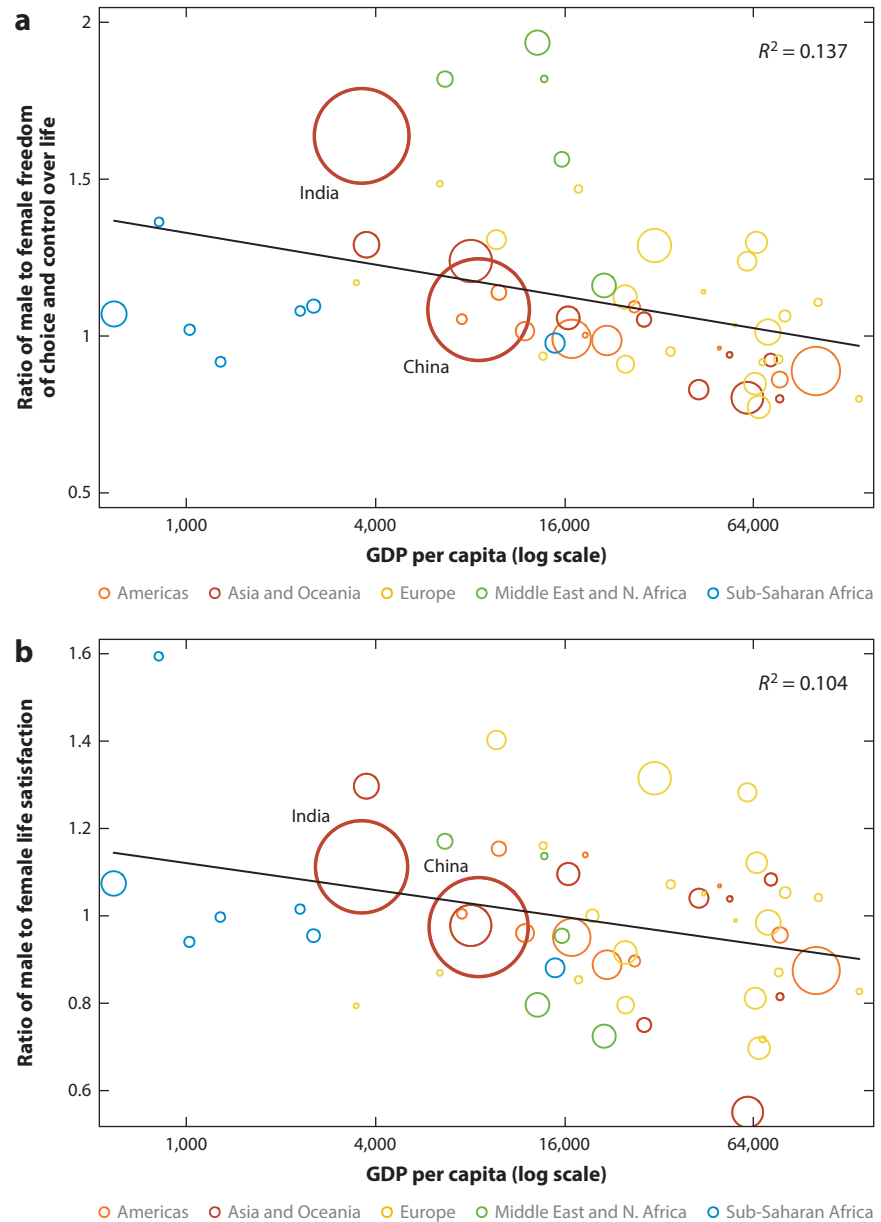 a
R² = 0.137
Ratio of male to female freedom
of choice and control over life
2
1.5
1
0.5
India
China
1,000 4,000 16,000 64,000
GDP per capita (log scale)
Americas Asia and Oceania Europe Middle East and N. Africa Sub-Saharan Africa
b
R² = 0.104
Ratio of male to female life satisfaction
1.6
1.4
1.2
1
0.8
0.6
India
China
1,000 4,000 16,000 64,000
GDP per capita (log scale)
Americas Asia and Oceania Europe Middle East and N. Africa Sub-Saharan Africa